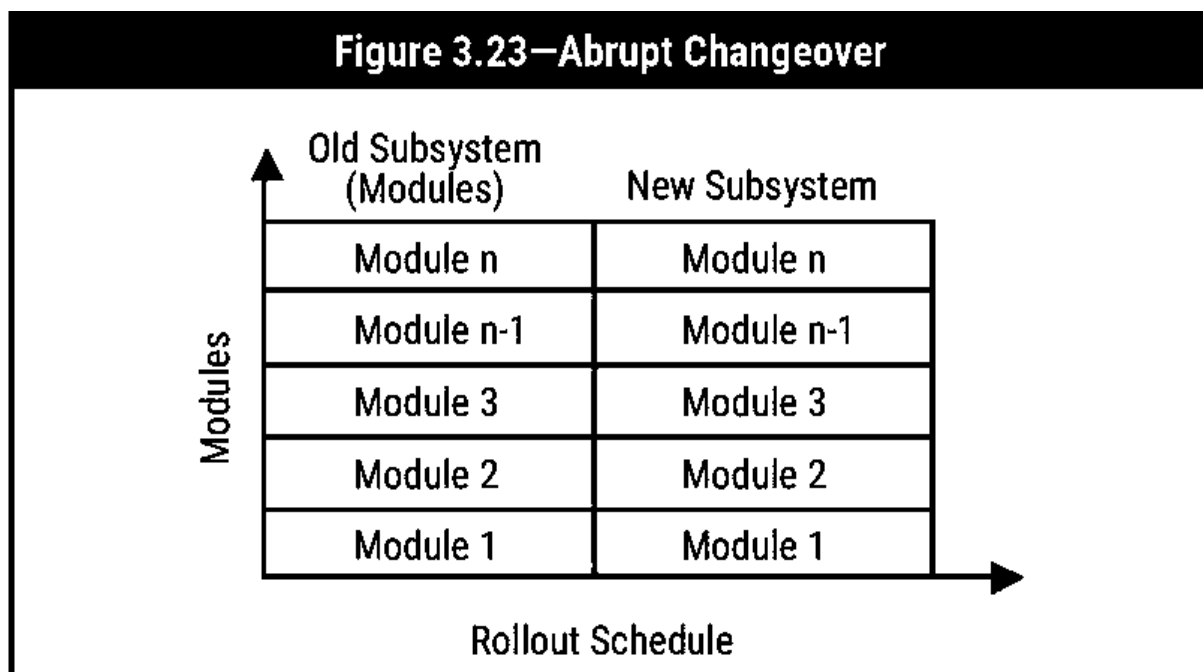 Figure 3.23—Abrupt Changeover
Old Subsystem
(Modules)
New Subsystem
Module n
Module n
Module n-1
Module n-1
Module 3
Module 3
Module 2
Module 2
Module 1
Module 1
Modules
Rollout Schedule